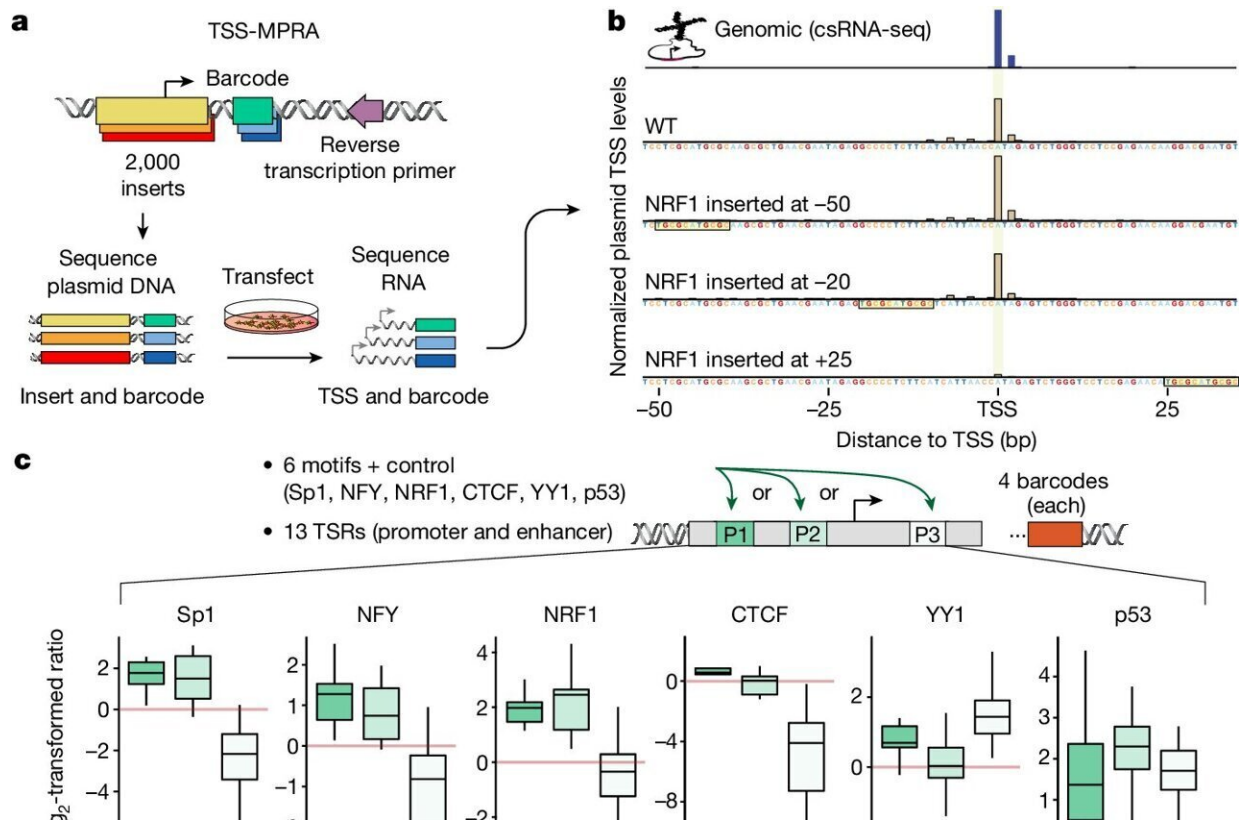 a
TSS-MPRA
Barcode
2,000
inserts
Reverse
transcription primer
Sequence
plasmid DNA
Transfect
Sequence
RNA
Insert and barcode
TSS and barcode
b
Genomic (csRNA-seq)
Normalized plasmid TSS levels
WT
NRF1 inserted at −50
NRF1 inserted at −20
NRF1 inserted at +25
−50
−25
TSS
25
Distance to TSS (bp)
c
• 6 motifs + control
(Sp1, NFY, NRF1, CTCF, YY1, p53)
• 13 TSRs (promoter and enhancer)
or
or
P1
P2
P3
4 barcodes
(each)
...
Sp1
NFY
NRF1
CTCF
YY1
p53
g2-transformed ratio
2
0
−2
−4
2
1
0
−1
4
2
0
−2
0
−4
−8
2
0
4
3
2
1